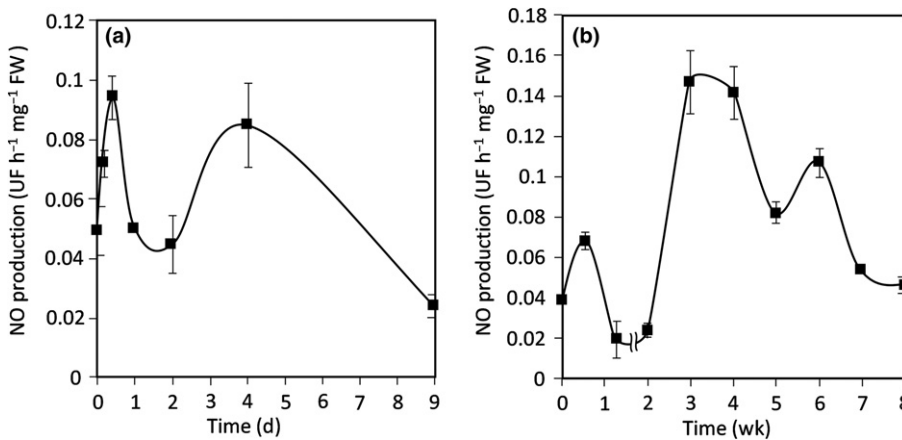 (a)
NO production (UF h⁻¹ mg⁻¹ FW)
0.12
0.1
0.08
0.06
0.04
0.02
0
0 1 2 3 4 5 6 7 8 9
Time (d)
(b)
NO production (UF h⁻¹ mg⁻¹ FW)
0.18
0.16
0.14
0.12
0.1
0.08
0.06
0.04
0.02
0
0 1 2 3 4 5 6 7 8
Time (wk)